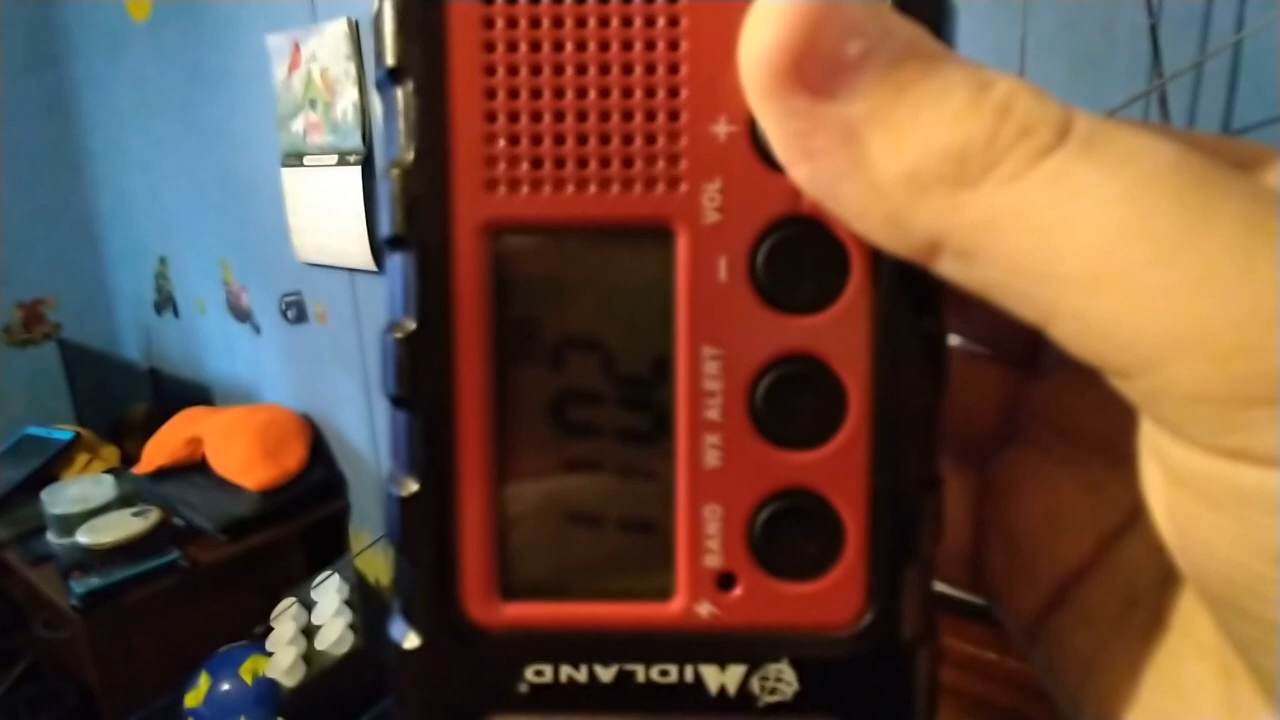 +
VOL
-
WX ALERT
BAND
MIDLAND®